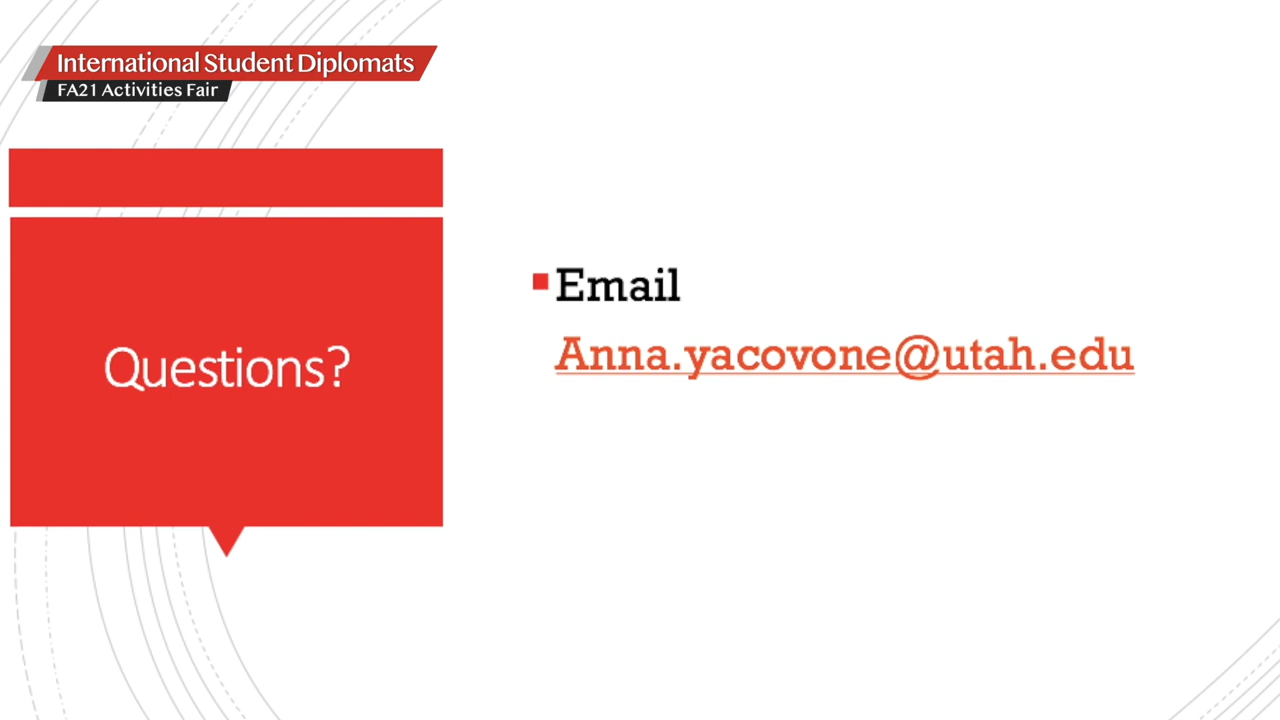 International Student Diplomats
FA21 Activities Fair
Questions?
Email
Anna.yacovone@utah.edu